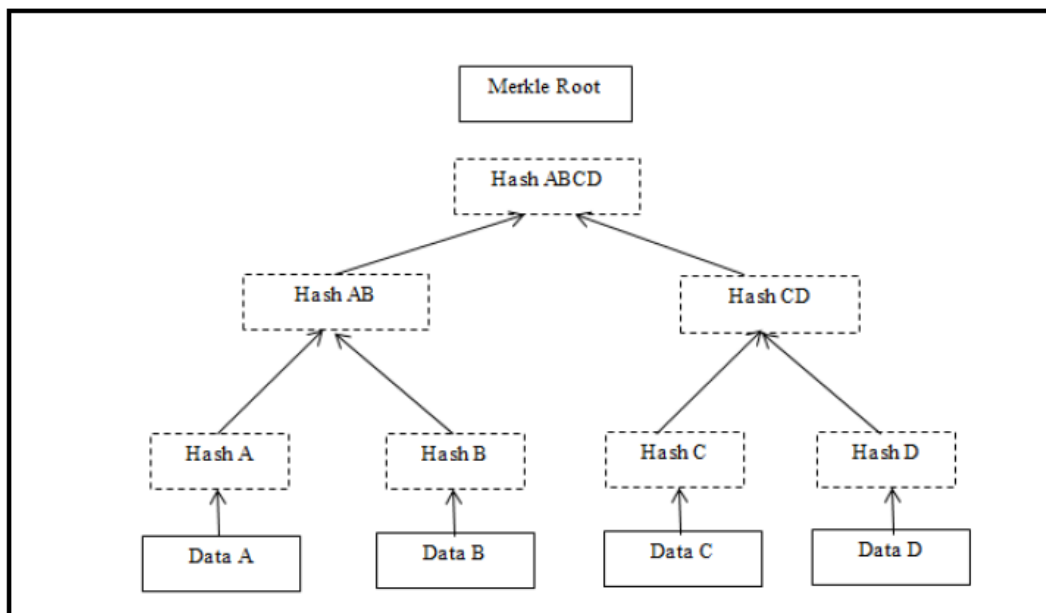 Merkle Root
Hash ABCD
Hash AB
Hash CD
Hash A
Hash B
Hash C
Hash D
Data A
Data B
Data C
Data D